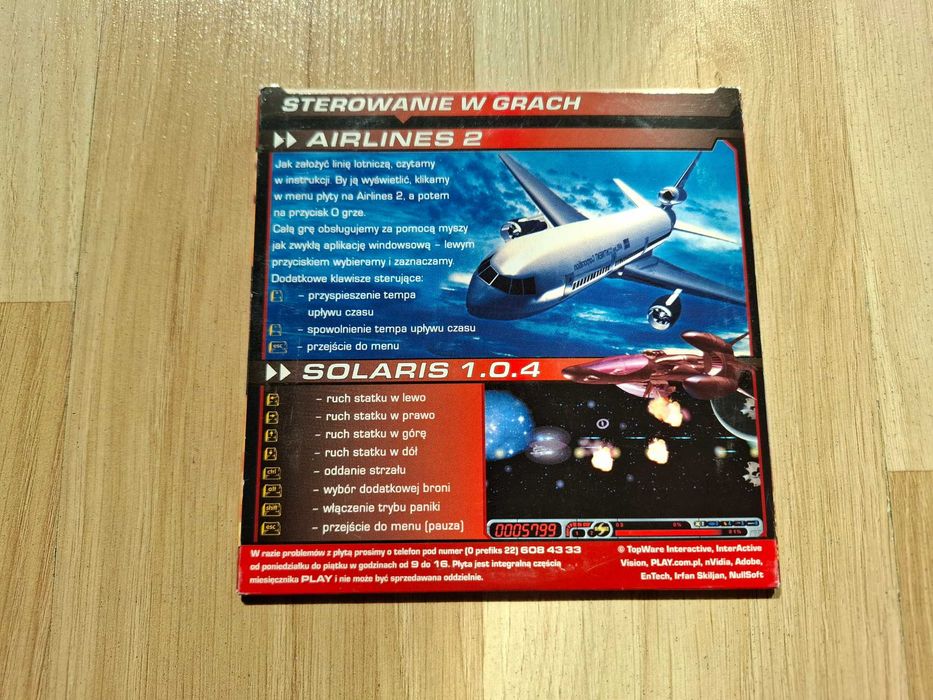 STEROWANIE W GRACH
AIRLINES 2
Jak założyć linię lotniczą, czytamy
w instrukcji. By ją wyświetlić, klikamy
w menu płyty na Airlines 2, a potem
na przycisk O grze.
Całą grę obsługujemy za pomocą myszy
jak zwykłą aplikację windowsową – lewym
przyciskiem wybieramy i zaznaczamy.
Dodatkowe klawisze sterujące:
– przyspieszenie tempa
upływu czasu
– spowolnienie tempa upływu czasu
esc – przejście do menu
SOLARIS 1.0.4
– ruch statku w lewo
– ruch statku w prawo
– ruch statku w górę
– ruch statku w dół
ctrl – oddanie strzału
alt – wybór dodatkowej broni
shift – włączenie trybu paniki
esc – przejście do menu (pauza)
0005799
W razie problemów z płytą prosimy o telefon pod numer (0 prefiks 22) 608 43 33
od poniedziałku do piątku w godzinach od 9 do 16. Płyta jest integralną częścią
miesięcznika PLAY i nie może być sprzedawana oddzielnie.
© TopWare Interactive, InterActive
Vision, PLAY.com.pl, nVidia, Adobe,
EnTech, Irfan Skiljan, NullSoft